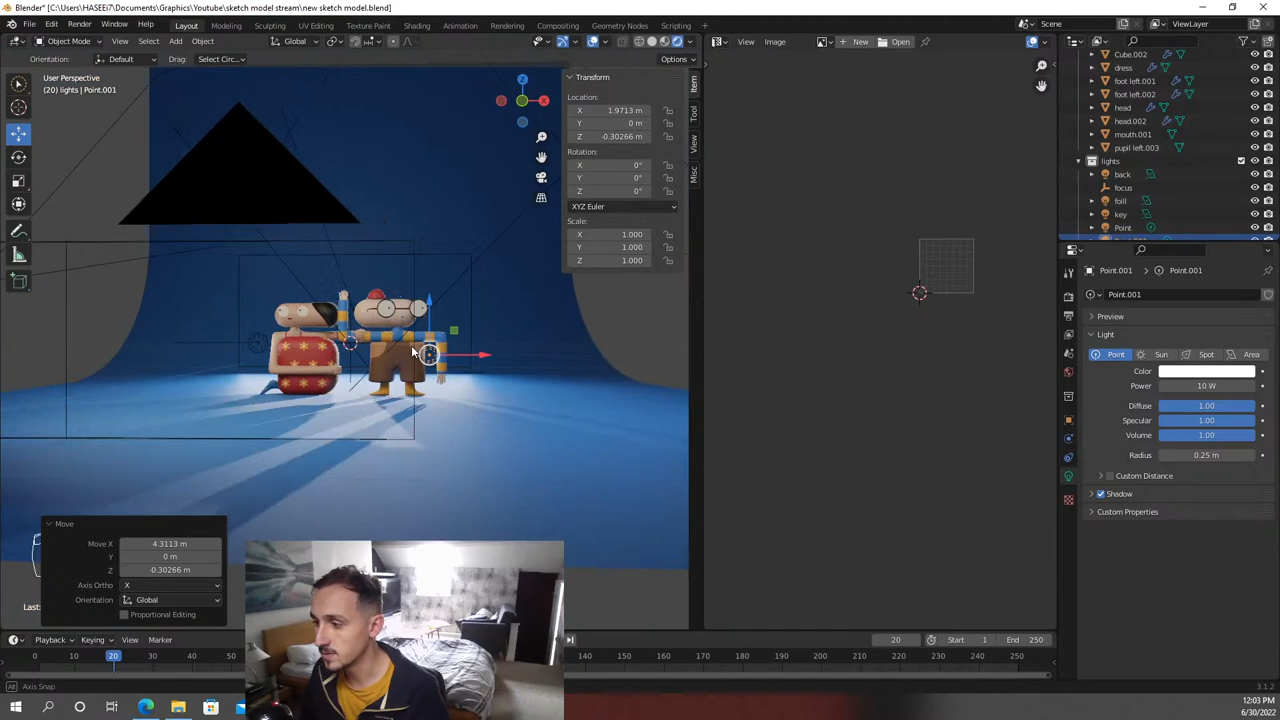 Blender* [C:\Users\HASEEi7\Documents\Graphics\Youtube\sketch model stream\new sketch model.blend]
File Edit Render Window Help Layout Modeling Sculpting UV Editing Texture Paint Shading Animation Rendering Compositing Geometry Nodes Scripting Scene ViewLayer
Object Mode View Select Add Object Global View Image New Open
Orientation: Default Drag: Select Circ... Options
User Perspective
(20) lights | Point.001
Z
X
Transform
Location:
X 1.9713 m
Y 0 m
Z -0.30266 m
Rotation:
X 0°
Y 0°
Z 0°
XYZ Euler
Scale:
X 1.000
Y 1.000
Z 1.000
Item
Tool
View
Misc
Cube.002
dress
foot left.001
foot left.002
head
head.002
mouth.001
pupil left.003
lights
back
focus
foill
key
Point
Point.001 Point.001
Point.001
Preview
Light
Point Sun Spot Area
Color
Power 10 W
Diffuse 1.00
Specular 1.00
Volume 1.00
Radius 0.25 m
Custom Distance
Shadow
Custom Properties
Move
Move X 4.3113 m
Y 0 m
Z -0.30266 m
Axis Ortho X
Orientation Global
Proportional Editing
Last:
Playback Keying View Marker 20 Start 1 End 250
0 10 20 30 40 50 140 150 160 170 180 190 200 210 220 230 240 250
Axis Snap 3.1.2
12:03 PM
6/30/2022